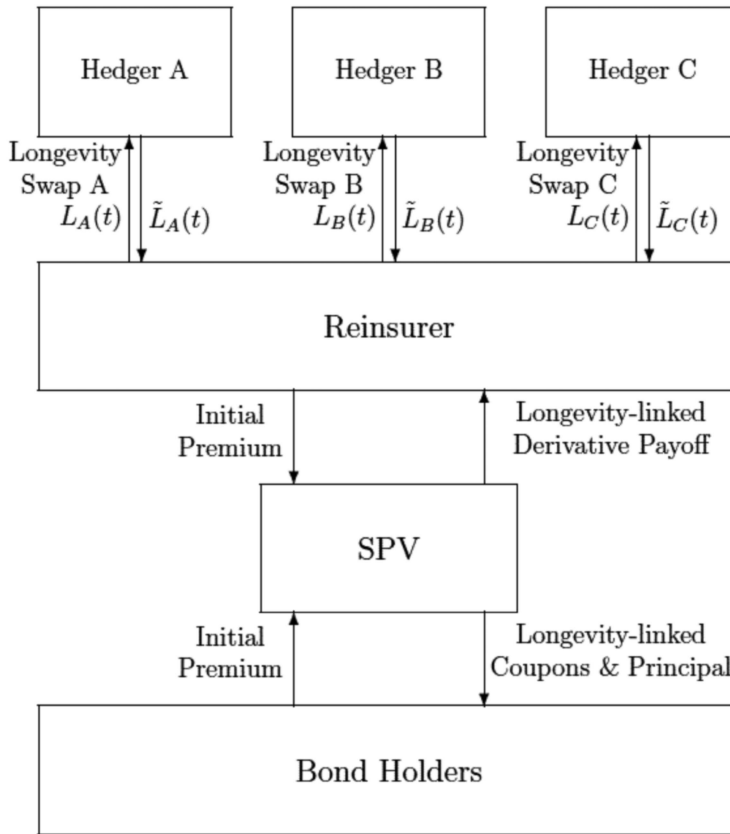 Hedger A
Hedger B
Hedger C
Longevity
Swap A
L_A(t)
L̃_A(t)
Longevity
Swap B
L_B(t)
L̃_B(t)
Longevity
Swap C
L_C(t)
L̃_C(t)
Reinsurer
Initial
Premium
Longevity-linked
Derivative Payoff
SPV
Initial
Premium
Longevity-linked
Coupons & Principal
Bond Holders